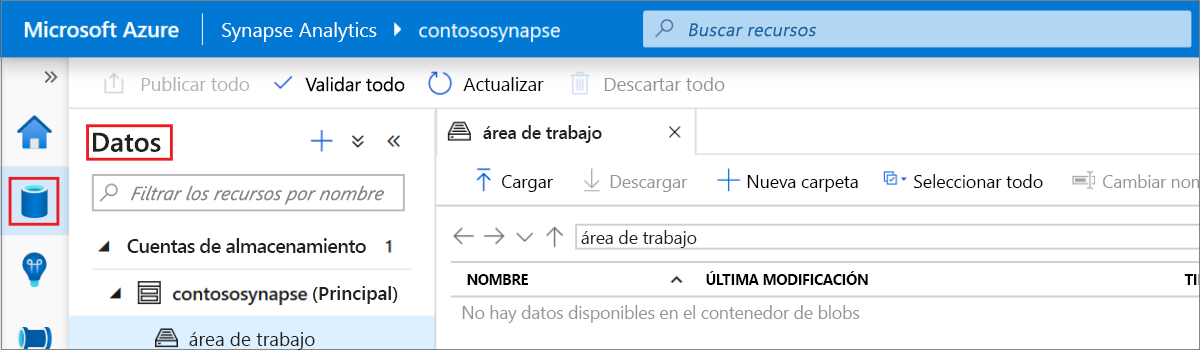 Microsoft Azure Synapse Analytics contososynapse Buscar recursos
Publicar todo Validar todo Actualizar Descartar todo
Datos
Filtrar los recursos por nombre
Cuentas de almacenamiento 1
contososynapse (Principal)
área de trabajo
área de trabajo
Cargar Descargar Nueva carpeta Seleccionar todo Cambiar nom
área de trabajo
NOMBRE ÚLTIMA MODIFICACIÓN TI
No hay datos disponibles en el contenedor de blobs